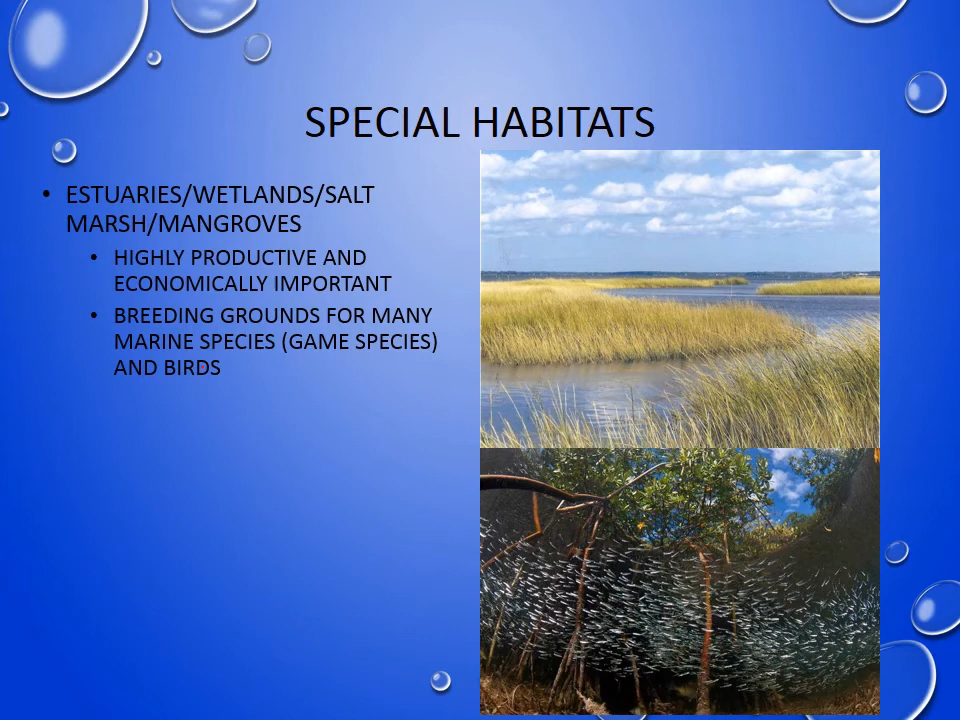 SPECIAL HABITATS
• ESTUARIES/WETLANDS/SALT
MARSH/MANGROVES
• HIGHLY PRODUCTIVE AND
ECONOMICALLY IMPORTANT
• BREEDING GROUNDS FOR MANY
MARINE SPECIES (GAME SPECIES)
AND BIRDS